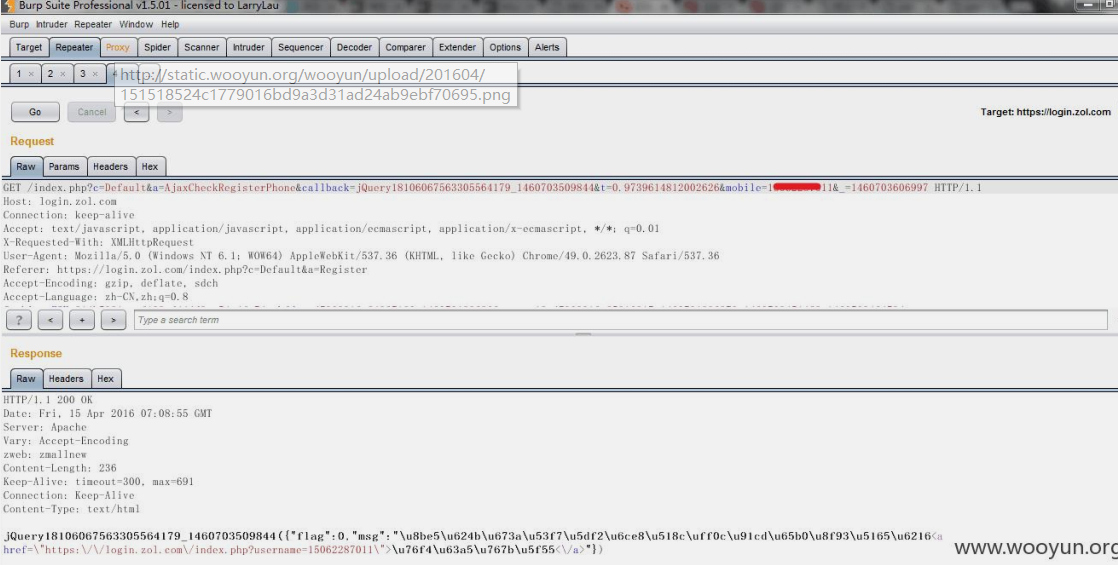 Burp Suite Professional v1.5.01 - licensed to LarryLau
Burp Intruder Repeater Window Help
Target Repeater Proxy Spider Scanner Intruder Sequencer Decoder Comparer Extender Options Alerts
1 × 2 × 3 ×
http://static.wooyun.org/wooyun/upload/201604/
151518524c1779016bd9a3d31ad24ab9ebf70695.png
Go Cancel < >
Target: https://login.zol.com
Request
Raw Params Headers Hex
GET /index.php?c=Default&a=AjaxCheckRegisterPhone&callback=jQuery18106067563305564179_1460703509844&t=0.9739614812002626&mobile=1 11&_=1460703606997 HTTP/1.1
Host: login.zol.com
Connection: keep-alive
Accept: text/javascript, application/javascript, application/ecmascript, application/x-ecmascript, */*; q=0.01
X-Requested-With: XMLHttpRequest
User-Agent: Mozilla/5.0 (Windows NT 6.1; WOW64) AppleWebKit/537.36 (KHTML, like Gecko) Chrome/49.0.2623.87 Safari/537.36
Referer: https://login.zol.com/index.php?c=Default&a=Register
Accept-Encoding: gzip, deflate, sdch
Accept-Language: zh-CN,zh;q=0.8
? < + > Type a search term
Response
Raw Headers Hex
HTTP/1.1 200 OK
Date: Fri, 15 Apr 2016 07:08:55 GMT
Server: Apache
Vary: Accept-Encoding
zweb: zmallnew
Content-Length: 236
Keep-Alive: timeout=300, max=691
Connection: Keep-Alive
Content-Type: text/html
jQuery18106067563305564179_1460703509844({"flag":0,"msg":"\u8be5\u624b\u673a\u53f7\u5df2\u6ce8\u518c\uff0c\u91cd\u65b0\u8f93\u5165\u6216<a
href=\"https:\/\/login.zol.com\/index.php?username=15062287011\">\u76f4\u63a5\u767b\u5f55<\/a>"})
www.wooyun.org